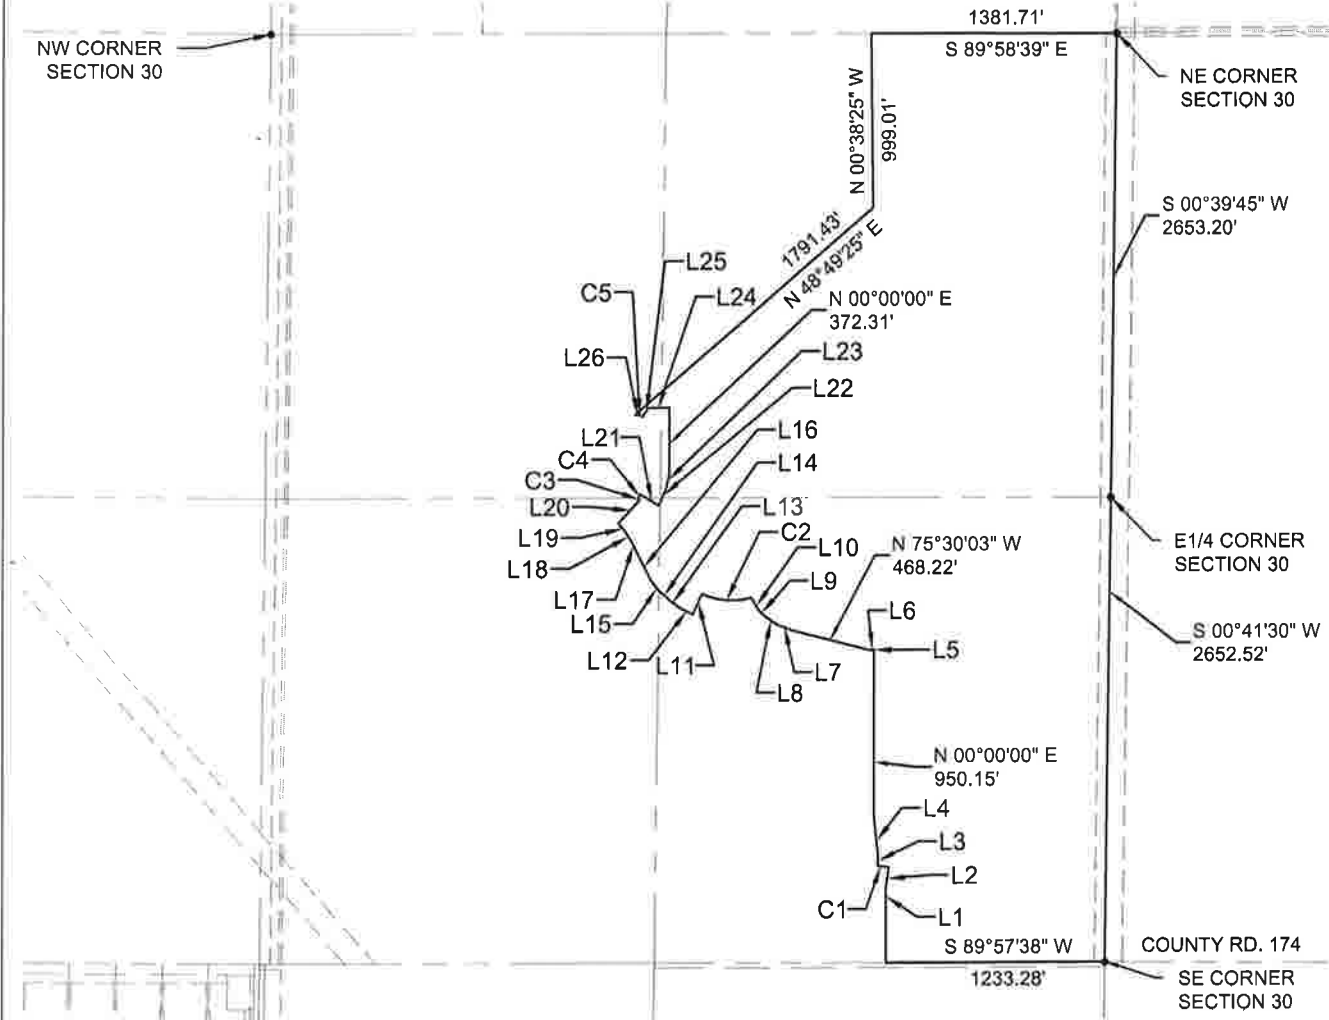 1381.71'
S 89°58'39" E
NW CORNER
SECTION 30
NE CORNER
SECTION 30
N 00°38'25" W
999.01'
S 00°39'45" W
2653.20'
1791.43'
N 48°49'25" E
L25
C5
L24
N 00°00'00" E
372.31'
L26
L23
L22
L21
L16
C4
L14
C3
L20
L13
L19
C2
L18
L10
N 75°30'03" W
468.22'
E1/4 CORNER
SECTION 30
L9
L17
L6
L15
L5
S 00°41'30" W
2652.52'
L12
L11
L7
L8
N 00°00'00" E
950.15'
L4
L3
L2
C1
L1
S 89°57'38" W
COUNTY RD. 174
1233.28'
SE CORNER
SECTION 30